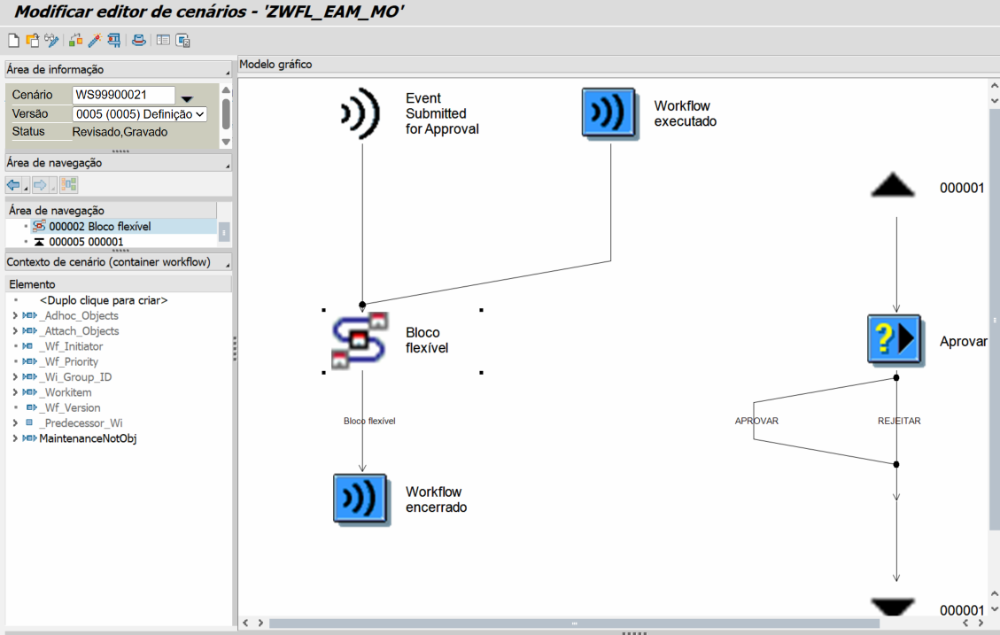 Modificar editor de cenários - 'ZWFL_EAM_MO'
Área de informação
Cenário WS99900021
Versão 0005 (0005) Definição
Status Revisado,Gravado
Área de navegação
Área de navegação
000002 Bloco flexível
000005 000001
Contexto de cenário (container workflow)
Elemento
<Duplo clique para criar>
_Adhoc_Objects
_Attach_Objects
_Wf_Initiator
_Wf_Priority
_Wi_Group_ID
_Workitem
_Wf_Version
_Predecessor_Wi
MaintenanceNotObj
Modelo gráfico
Event
Submitted
for Approval
Workflow
executado
000001
Bloco
flexível
Aprovar
Bloco flexível
APROVAR
REJEITAR
Workflow
encerrado
000001